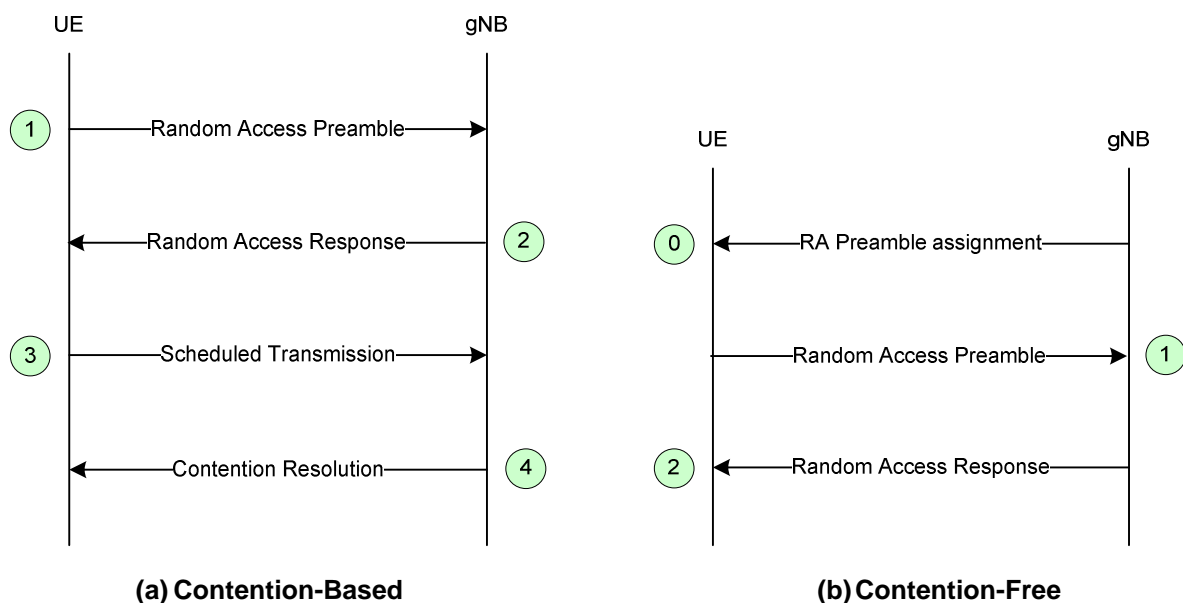 UE
gNB
1
Random Access Preamble
Random Access Response
2
3
Scheduled Transmission
Contention Resolution
4
(a) Contention-Based
UE
gNB
0
RA Preamble assignment
Random Access Preamble
1
2
Random Access Response
(b) Contention-Free